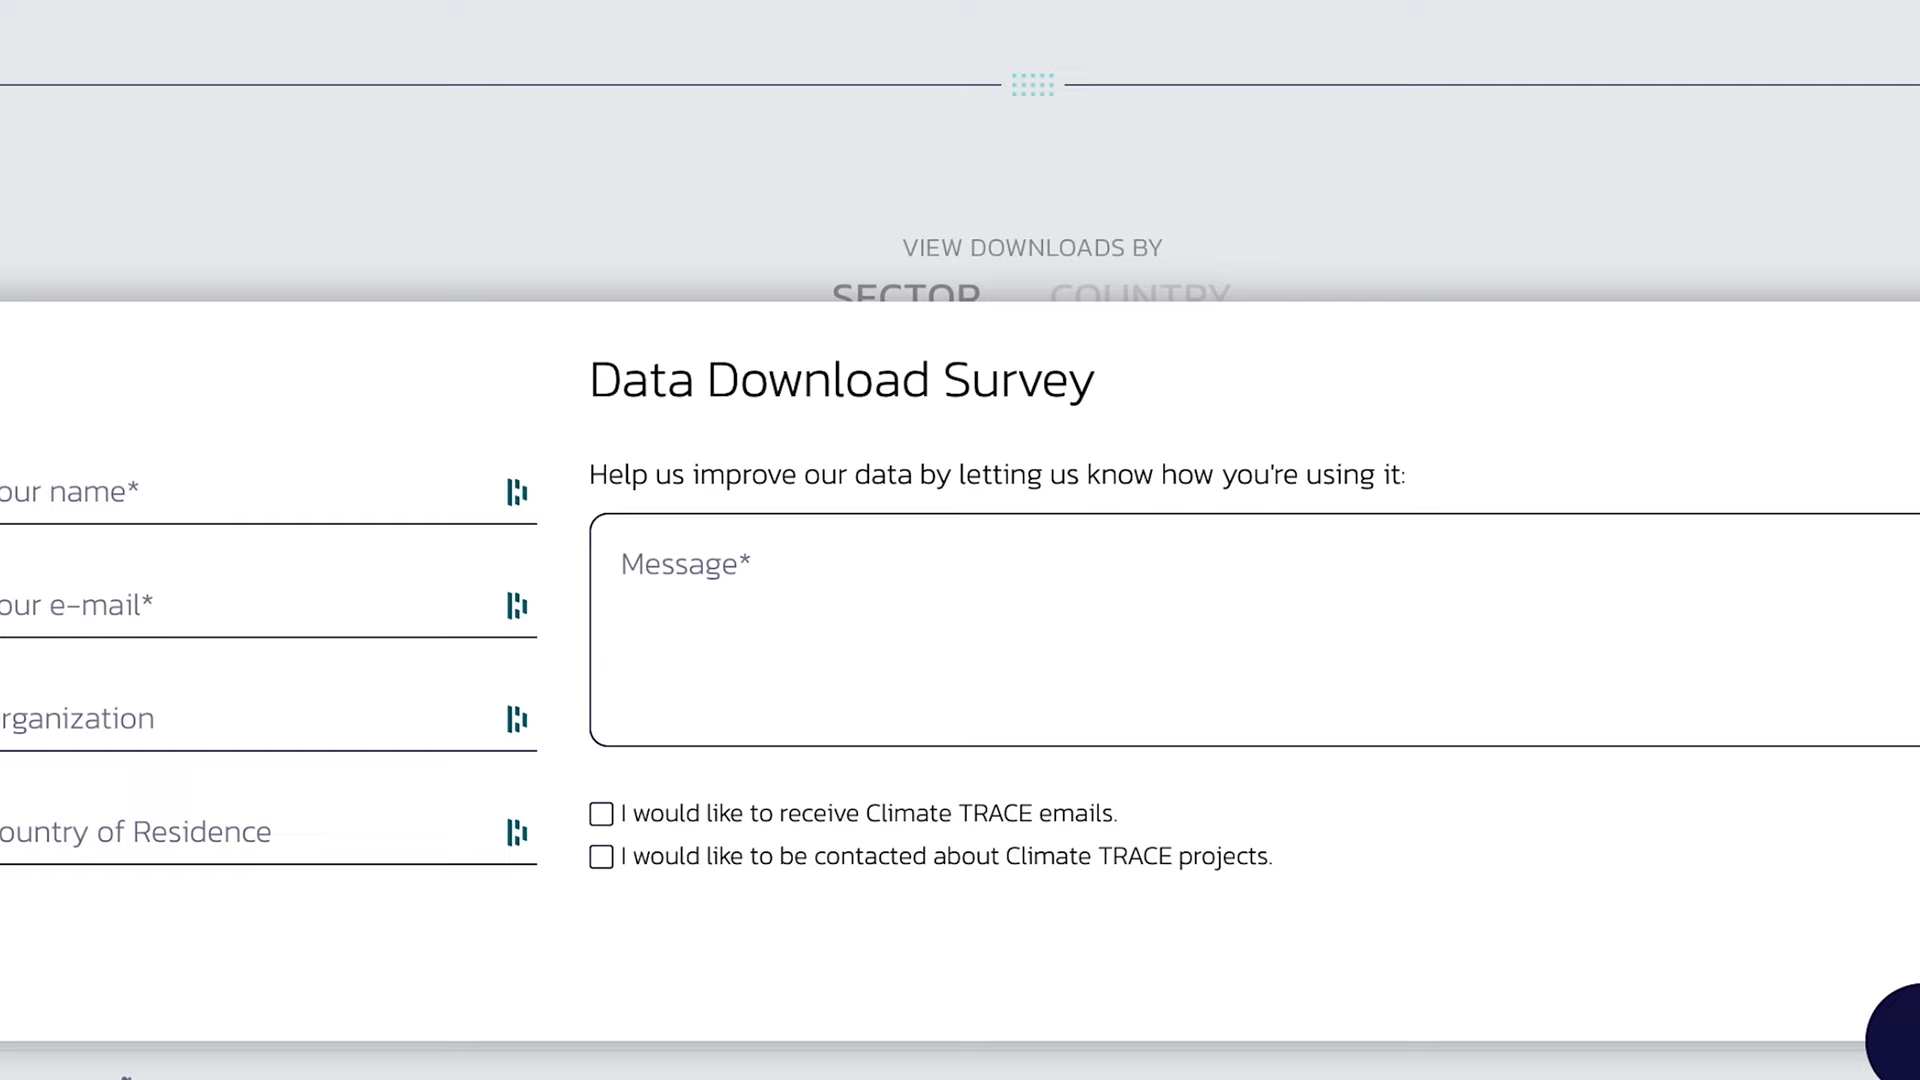 VIEW DOWNLOADS BY
SECTOR COUNTRY
Data Download Survey
Help us improve our data by letting us know how you're using it:
our name*
our e-mail*
rganization
ountry of Residence
Message*
I would like to receive Climate TRACE emails.
I would like to be contacted about Climate TRACE projects.